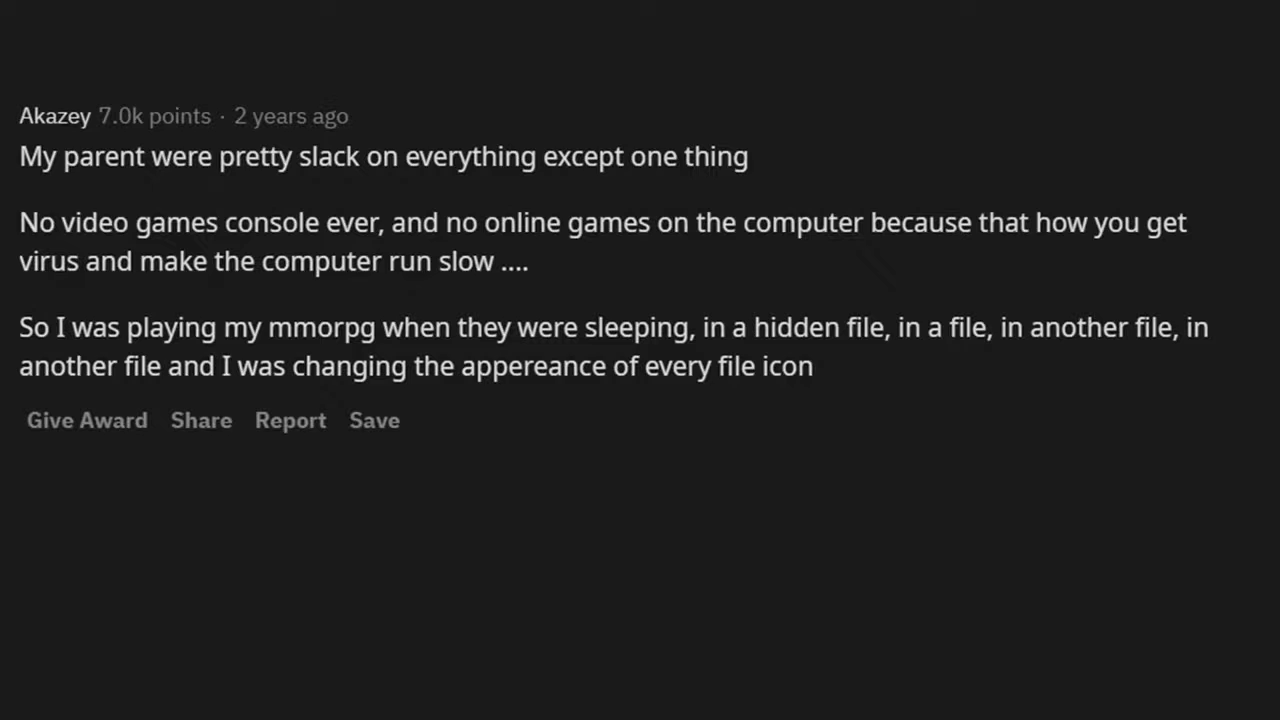 Akazey 7.0k points · 2 years ago
My parent were pretty slack on everything except one thing
No video games console ever, and no online games on the computer because that how you get
virus and make the computer run slow ....
So I was playing my mmorpg when they were sleeping, in a hidden file, in a file, in another file, in
another file and I was changing the appereance of every file icon
Give Award Share Report Save